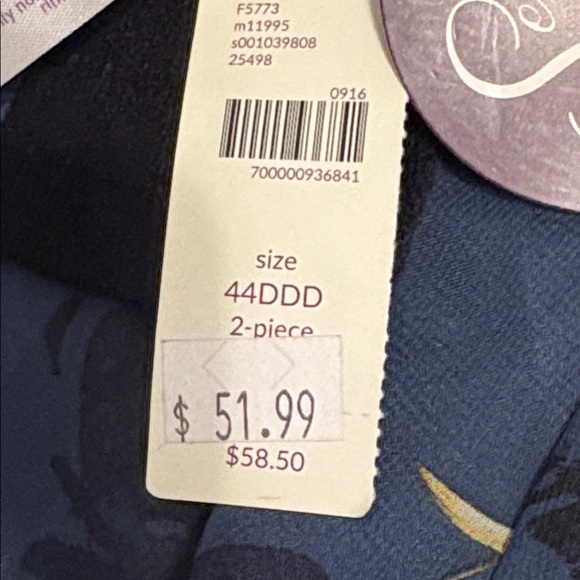 F5773
m11995
s001039808
25498
0916
700000936841
size
44DDD
2-piece
$ 51.99
$58.50